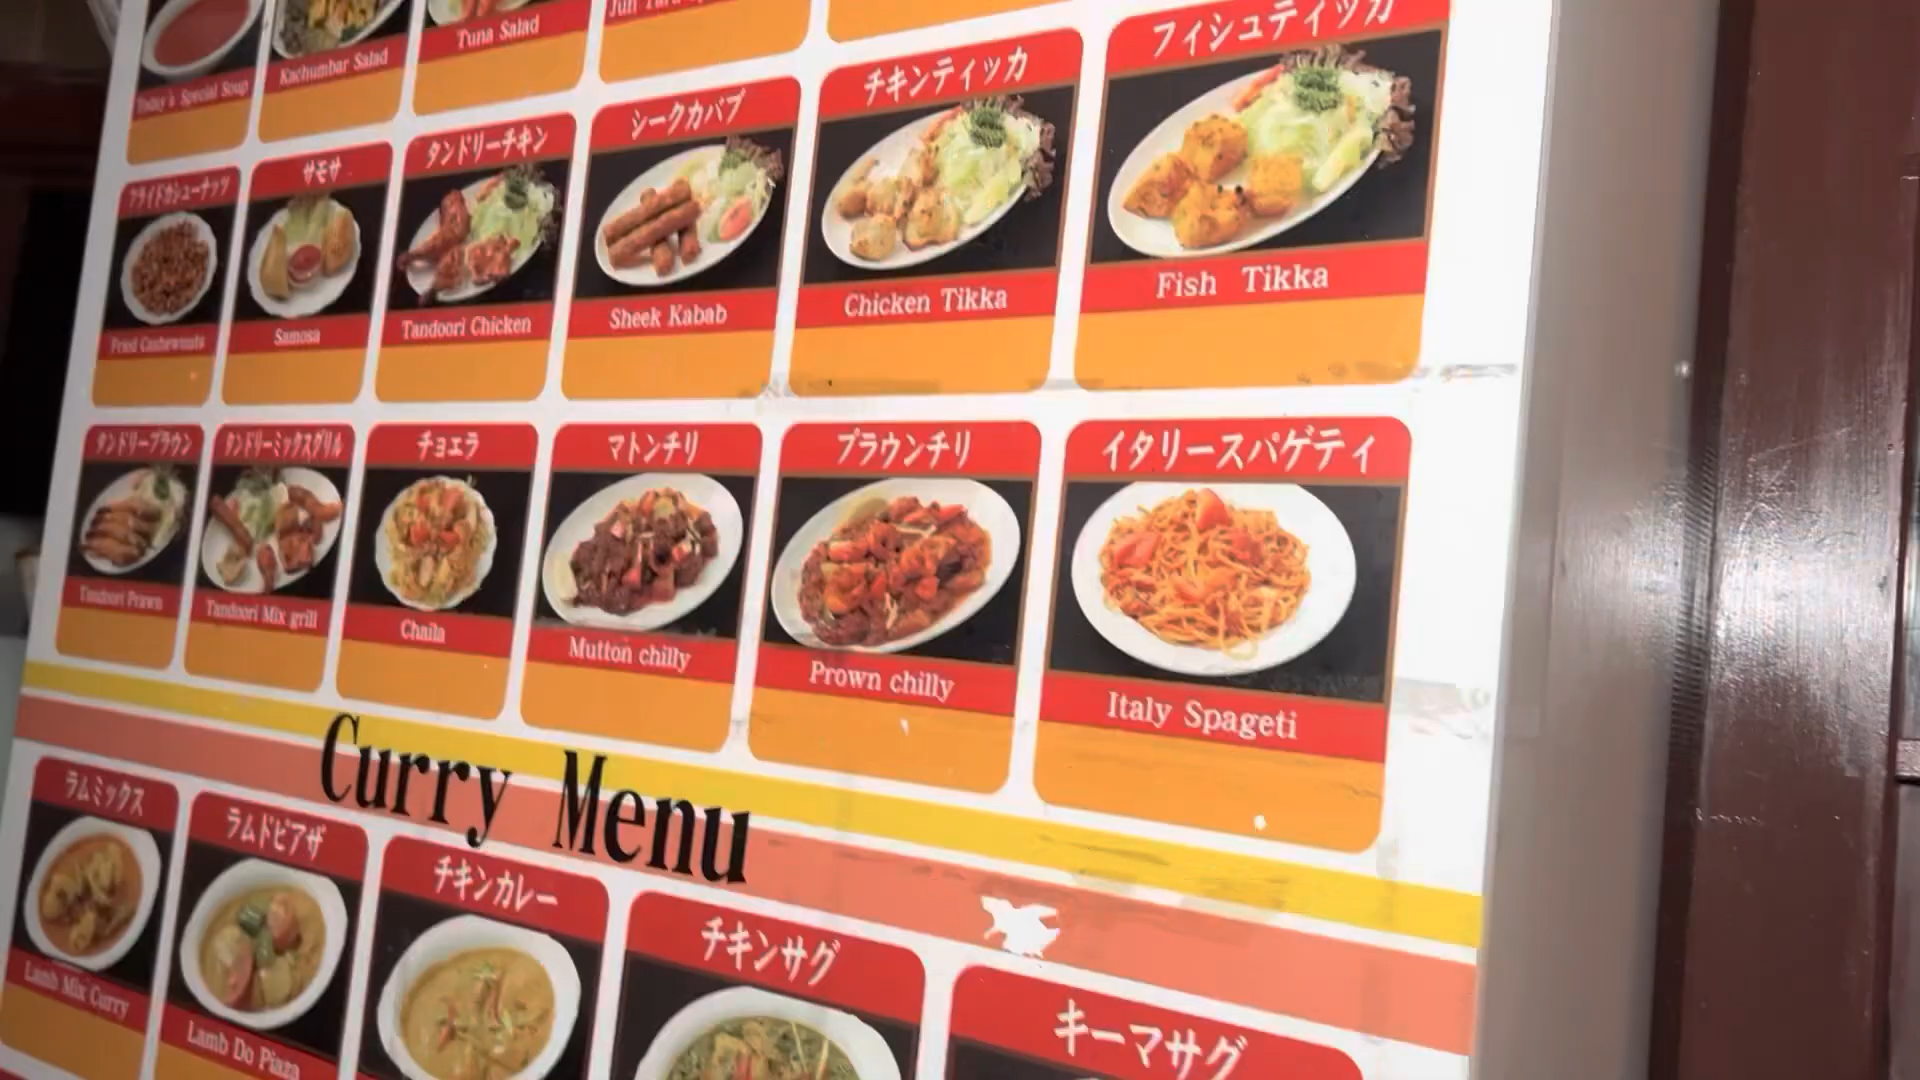 Today's Special Soup
Kachumbar Salad
Tuna Salad
フライドカシューナッツ
サモサ
タンドリーチキン
シークカバブ
チキンティッカ
フィシュティッカ
Fried Cashewnuts
Samosa
Tandoori Chicken
Sheek Kabab
Chicken Tikka
Fish Tikka
タンドリープラウン
タンドリーミックスグリル
チョエラ
マトンチリ
プラウンチリ
イタリースパゲティ
Tandoori Prawn
Tandoori Mix grill
Chaila
Mutton chilly
Prown chilly
Italy Spageti
Curry Menu
ラムミックス
ラムドピアザ
チキンカレー
チキンサグ
キーマサグ
Lamb Mix Curry
Lamb Do Piaza